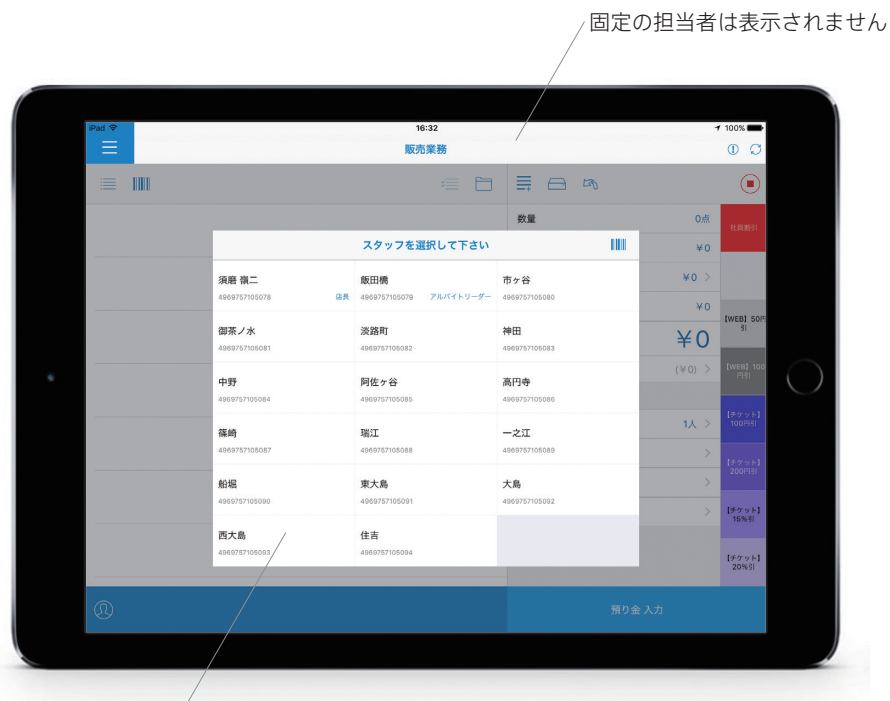 固定の担当者は表示されません
iPad
16:32
100%
販売業務
数量 0点
社員割引
スタッフを選択して下さい
¥0
須磨 嶺二
4969757105078 店長
飯田橋
4969757105079 アルバイトリーダー
市ヶ谷
4969757105080
¥0
¥0
【WEB】50円
引
御茶ノ水
4969757105081
淡路町
4969757105082
神田
4969757105083
¥0
(¥0)
【WEB】100
円引
中野
4969757105084
阿佐ヶ谷
4969757105085
高円寺
4969757105086
1人
【チケット】
100円引
篠崎
4969757105087
瑞江
4969757105088
一之江
4969757105089
【チケット】
200円引
船堀
4969757105090
東大島
4969757105091
大島
4969757105092
【チケット】
15%引
西大島
4969757105093
住吉
4969757105094
【チケット】
20%引
預り金 入力